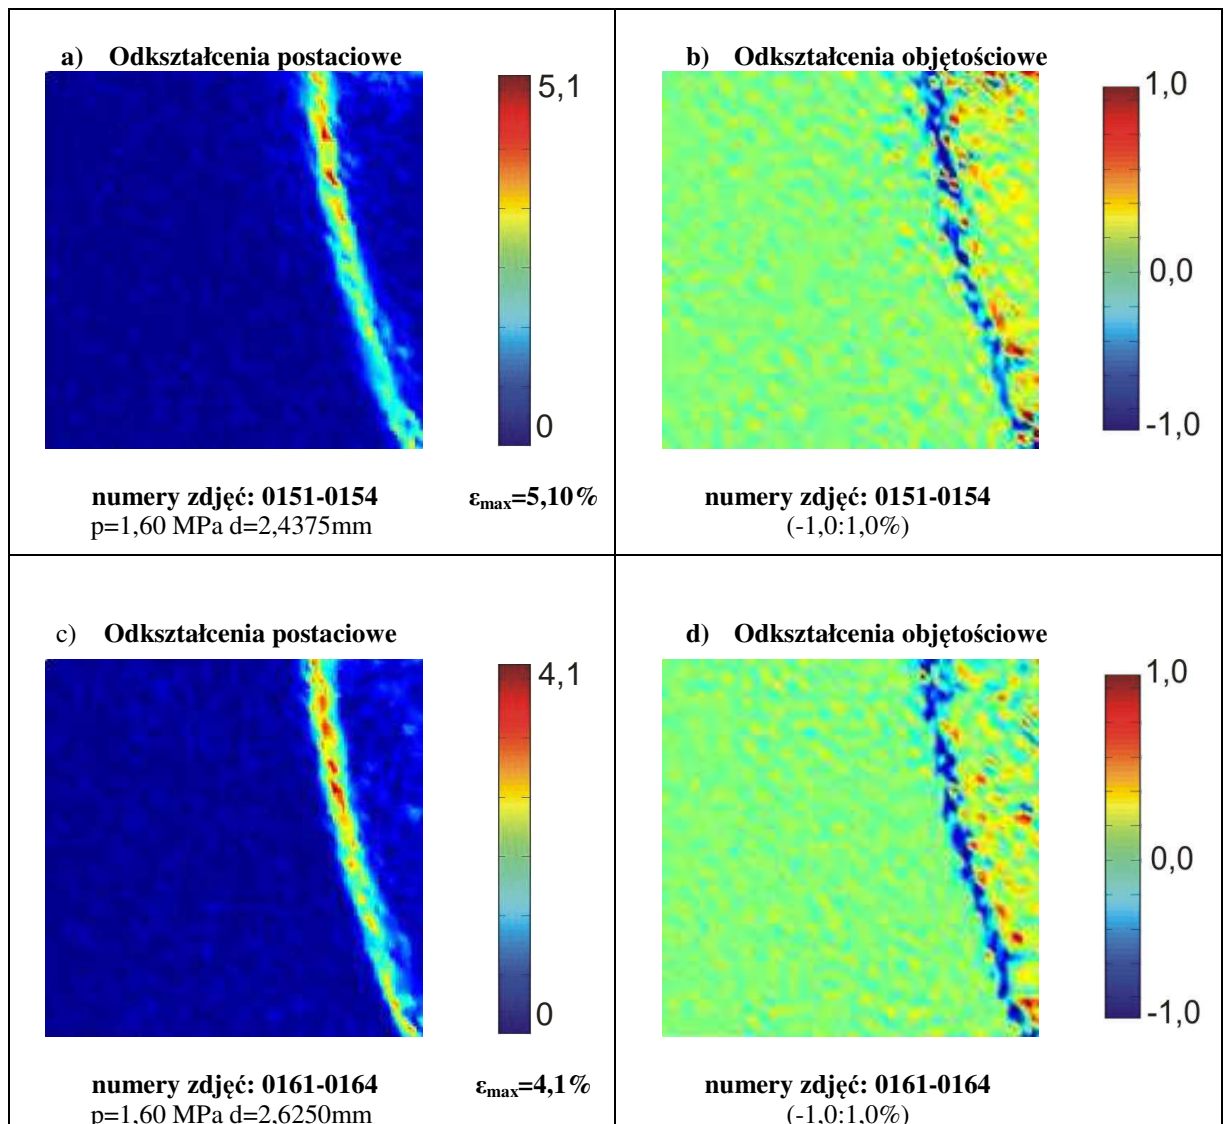 a) Odkształcenia postaciowe
5,1
0
numery zdjęć: 0151-0154 εmax=5,10%
p=1,60 MPa d=2,4375mm
b) Odkształcenia objętościowe
1,0
0,0
-1,0
numery zdjęć: 0151-0154
(-1,0:1,0%)
c) Odkształcenia postaciowe
4,1
0
numery zdjęć: 0161-0164 εmax=4,1%
p=1,60 MPa d=2,6250mm
d) Odkształcenia objętościowe
1,0
0,0
-1,0
numery zdjęć: 0161-0164
(-1,0:1,0%)